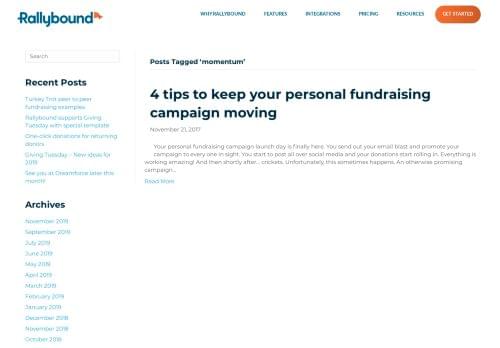 Rallybound
WHY RALLYBOUND
FEATURES
INTEGRATIONS
PRICING
RESOURCES
GET STARTED
Search
Recent Posts
Turkey Trot peer to peer
fundraising examples
Rallybound supports Giving
Tuesday with special template
One-click donations for returning
donors
Giving Tuesday – New ideas for
2019
See you at Dreamforce later this
month!
Archives
November 2019
September 2019
July 2019
June 2019
May 2019
April 2019
March 2019
February 2019
January 2019
December 2018
November 2018
October 2018
Posts Tagged ‘momentum’
4 tips to keep your personal fundraising
campaign moving
November 21, 2017
Your personal fundraising campaign launch day is finally here. You send out your email blast and promote your
campaign to every one in sight. You start to post all over social media and your donations start rolling in. Everything is
working amazing! And then shortly after… crickets. Unfortunately, this sometimes happens. An otherwise promising
campaign…
Read More